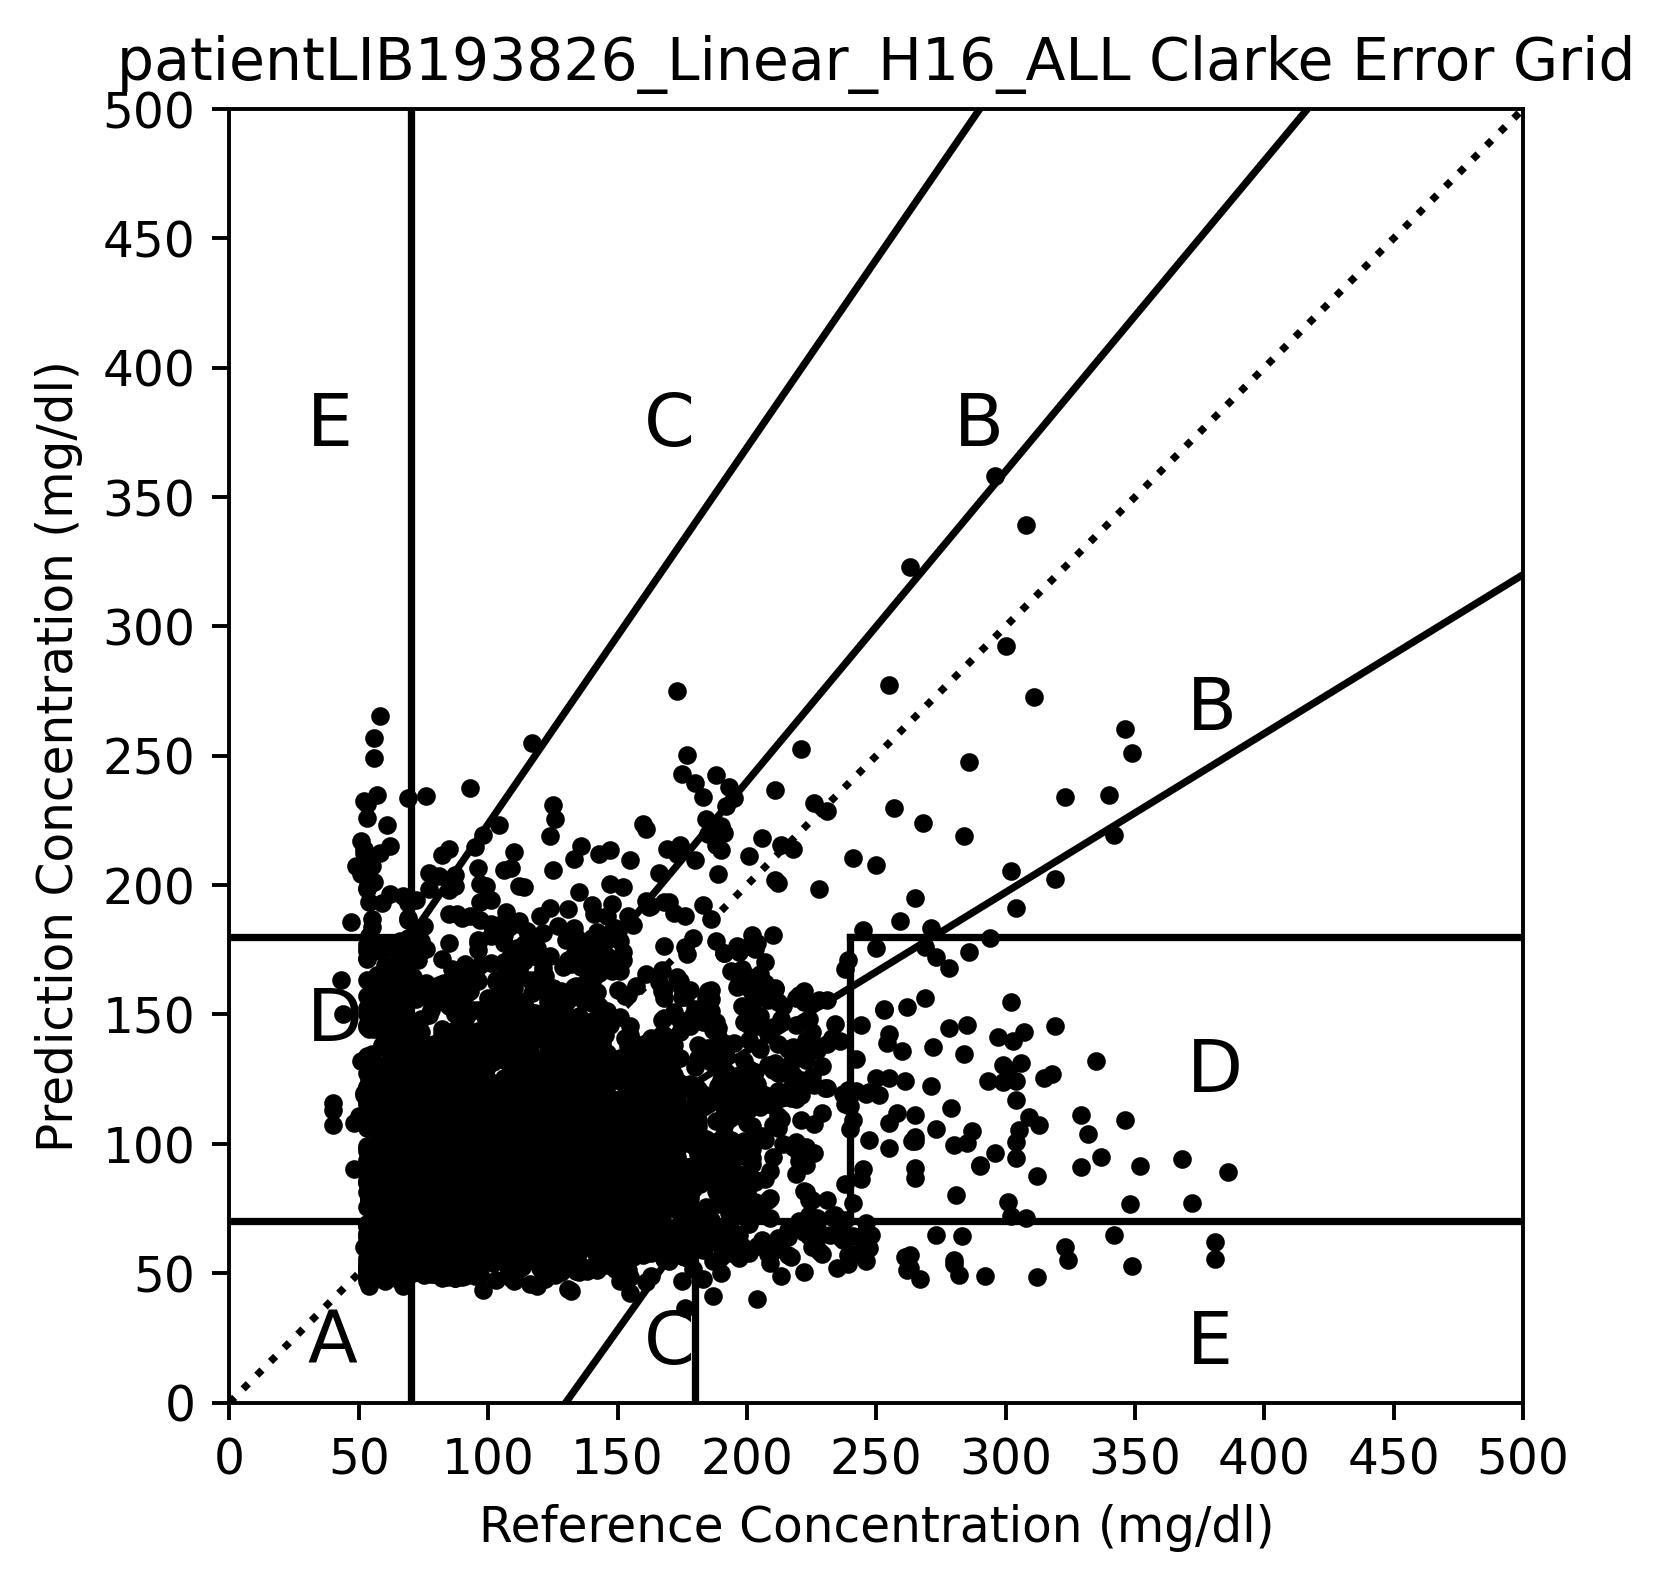 patientLIB193826_Linear_H16_ALL Clarke Error Grid
500
450
400
350
300
250
200
150
100
50
0
Prediction Concentration (mg/dl)
E
C
B
B
D
D
A
C
E
0 50 100 150 200 250 300 350 400 450 500
Reference Concentration (mg/dl)